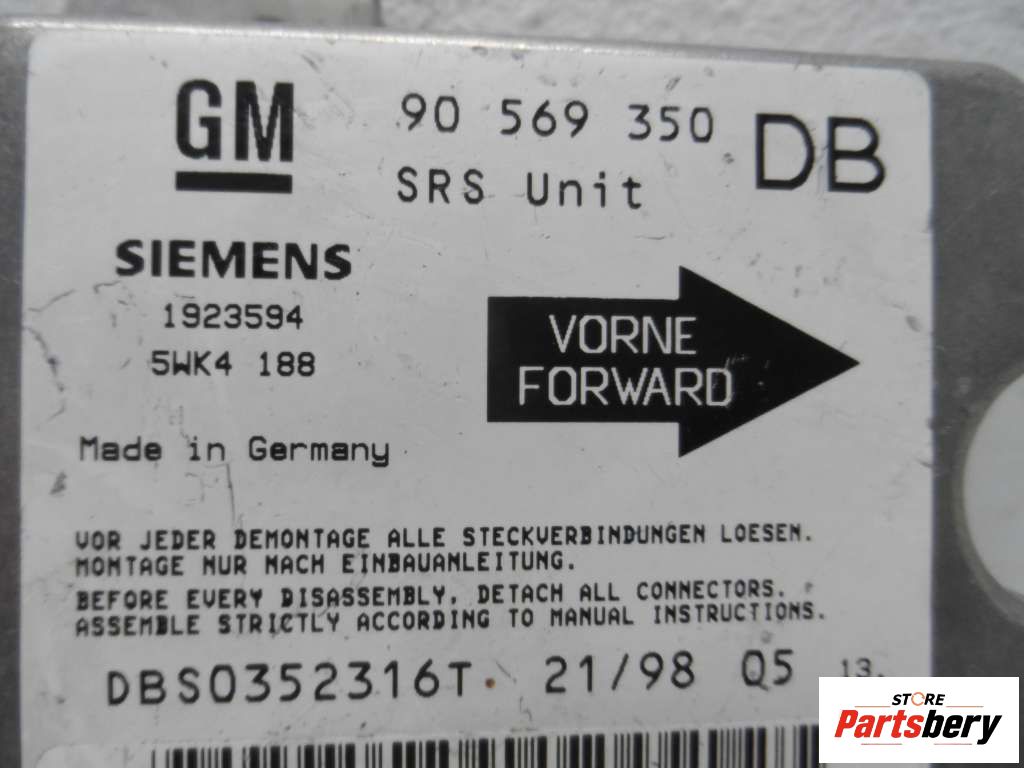 GM 90 569 350 DB
SRS Unit
SIEMENS
1923594
5WK4 188
VORNE
FORWARD
Made in Germany
VOR JEDER DEMONTAGE ALLE STECKVERBINDUNGEN LOESEN.
MONTAGE NUR NACH EINBAUANLEITUNG.
BEFORE EVERY DISASSEMBLY, DETACH ALL CONNECTORS.
ASSEMBLE STRICTLY ACCORDING TO MANUAL INSTRUCTIONS.
DBS0352316T. 21/98 Q5 13.
STORE
Partsbery